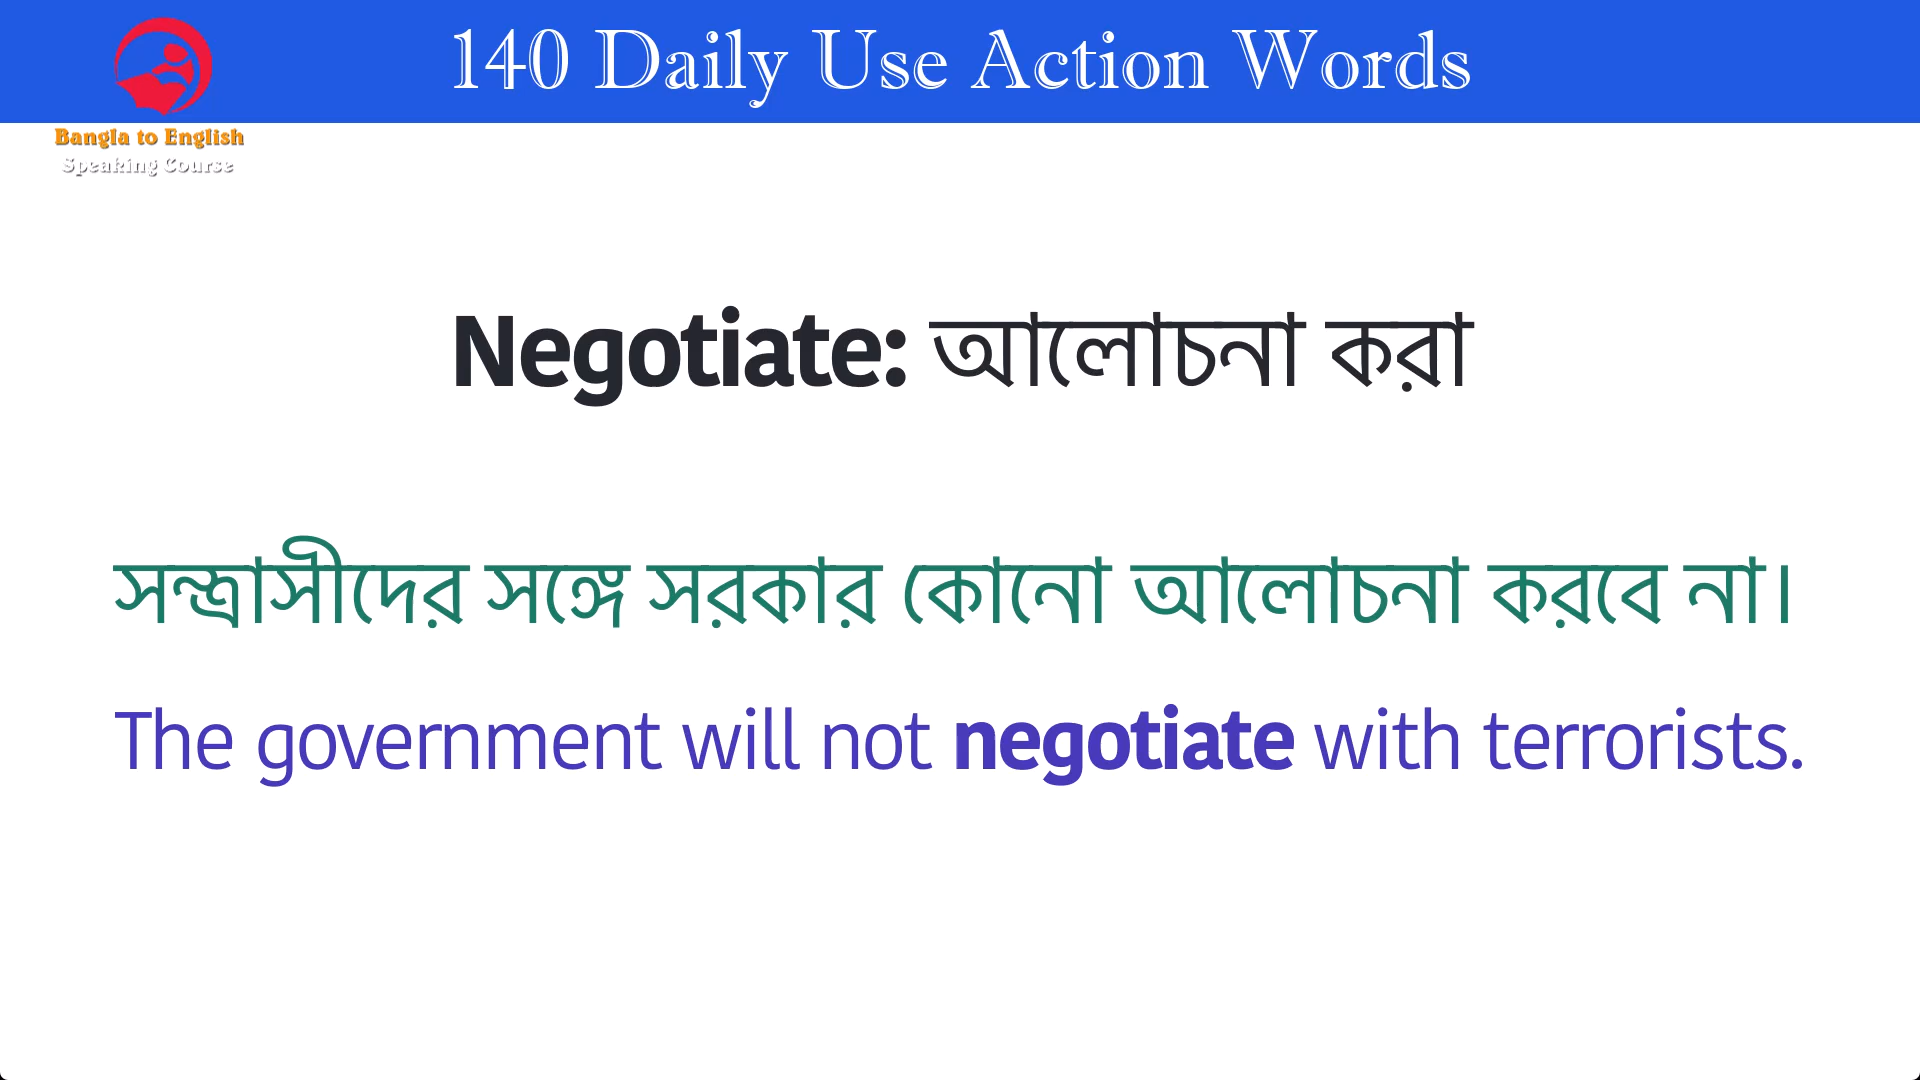 140 Daily Use Action Words
Bangla to English
Speaking Course
Negotiate: আলোচনা করা
সন্ত্রাসীদের সঙ্গে সরকার কোনো আলোচনা করবে না।
The government will not negotiate with terrorists.